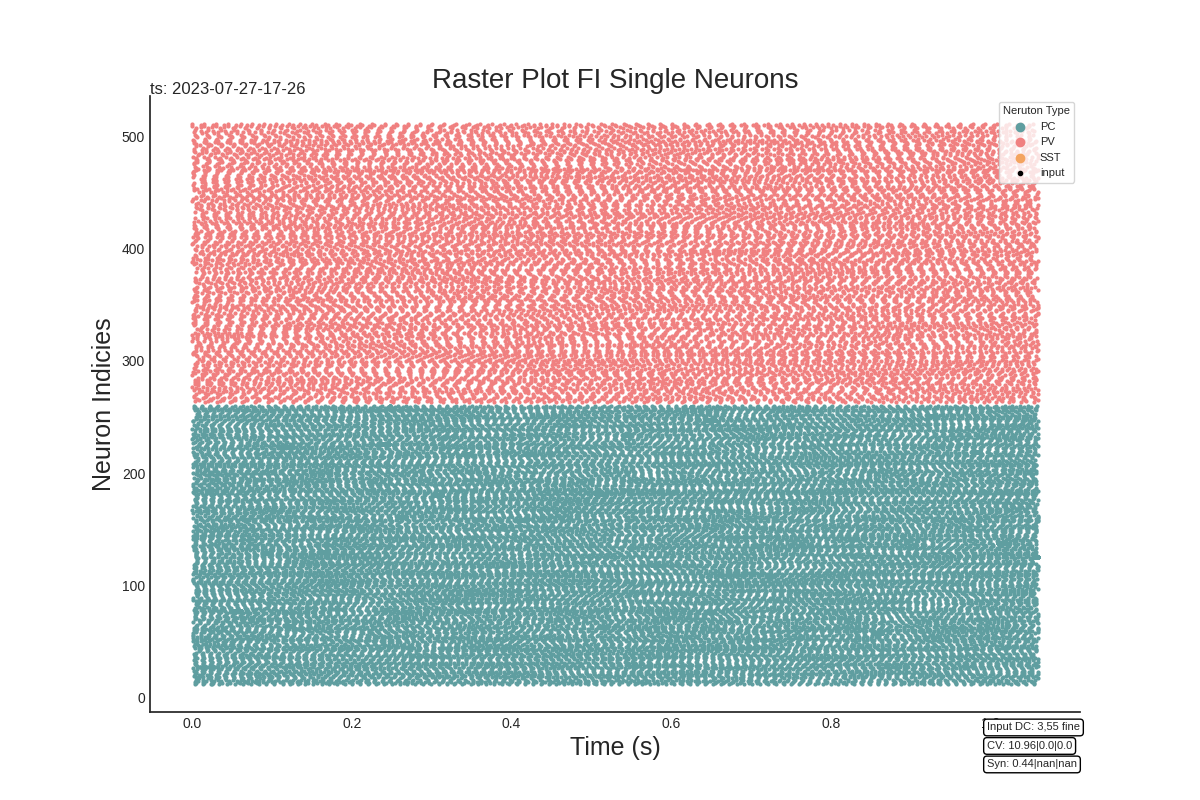 Raster Plot FI Single Neurons
ts: 2023-07-27-17-26
Neruton Type
PC
PV
SST
input
500
400
300
200
100
0
Neuron Indicies
0.0
0.2
0.4
0.6
0.8
Time (s)
Input DC: 3,55 fine
CV: 10.96|0.0|0.0
Syn: 0.44|nan|nan